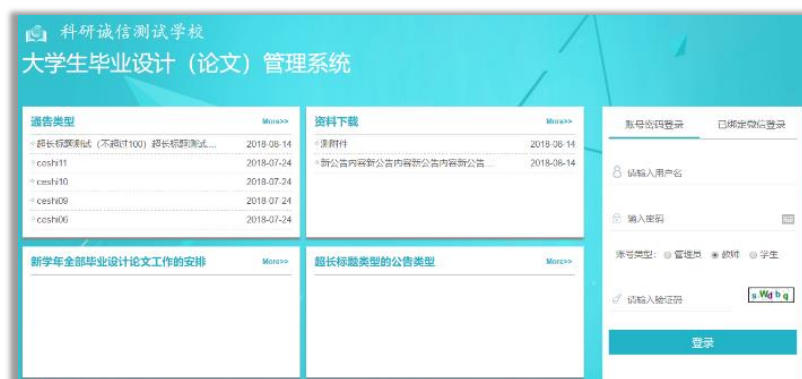 科研诚信测试学校
大学生毕业设计（论文）管理系统
通告类型 More>>
超长标题测试（不超过100）超长标题测试.... 2018-08-14
ceshi11 2018-07-24
ceshi10 2018-07-24
ceshi09 2018-07-24
ceshi06 2018-07-24
资料下载 More>>
测附件 2018-08-14
新公告内容新公告内容新公告内容新公告... 2018-08-14
新学年全部毕业设计论文工作的安排 More>>
超长标题类型的公告类型 More>>
账号密码登录 已绑定微信登录
请输入用户名
输入密码
账号类型： 管理员 教师 学生
请输入验证码
登录